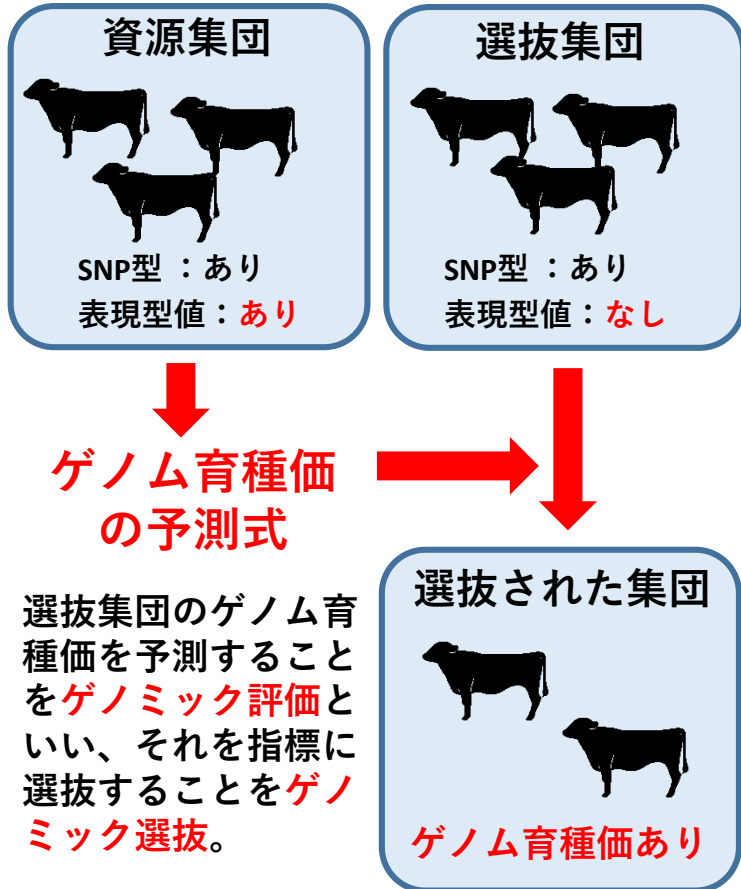 資源集団
SNP型 ：あり
表現型値：あり
選抜集団
SNP型 ：あり
表現型値：なし
ゲノム育種価
の予測式
選抜集団のゲノム育
種価を予測すること
をゲノミック評価と
いい、それを指標に
選抜することをゲノ
ミック選抜。
選抜された集団
ゲノム育種価あり